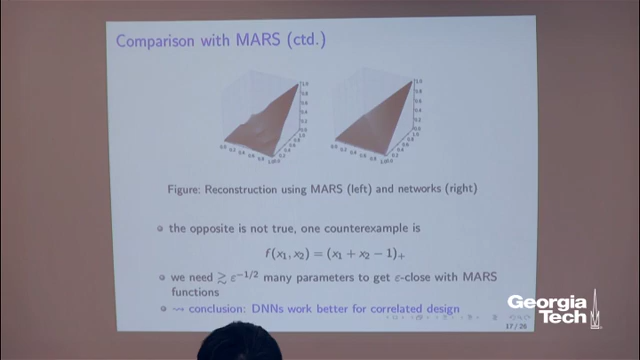 Comparison with MARS (ctd.)
Figure: Reconstruction using MARS (left) and networks (right)
the opposite is not true, one counterexample is
f(x₁, x₂) = (x₁ + x₂ − 1)₊
we need ≳ ε^{−1/2} many parameters to get ε-close with MARS
functions
⇝ conclusion: DNNs work better for correlated design
Georgia
Tech
17 / 26